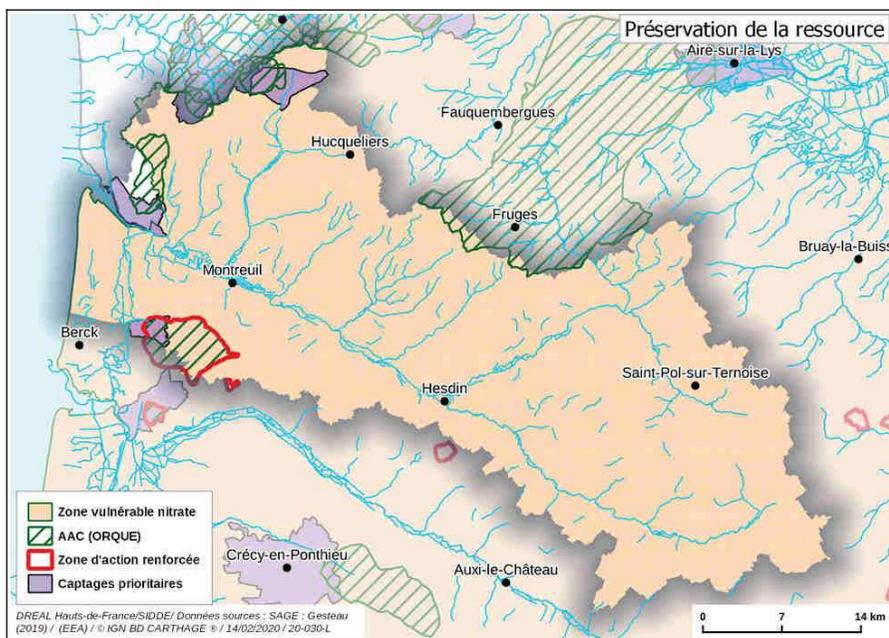 Préservation de la ressource
Aire-sur-la-Lys
Fauquembergues
Hucqueliers
Fruges
Bruay-la-Buiss
Montreuil
Berck
Saint-Pol-sur-Ternoise
Hesdin
Zone vulnérable nitrate
AAC (ORQUE)
Zone d'action renforcée
Captages prioritaires
Crécy-en-Ponthieu
Auxi-le-Château
DREAL Hauts-de-France/SIDDE/ Données sources : SAGE : Gesteau
(2019) / (EEA) / © IGN BD CARTHAGE ® / 14/02/2020 / 20-030-L
0 7 14 km